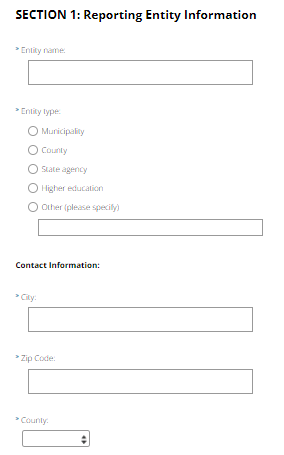 SECTION 1: Reporting Entity Information
* Entity name:
* Entity type:
Municipality
County
State agency
Higher education
Other (please specify)
Contact Information:
* City:
* Zip Code:
* County: